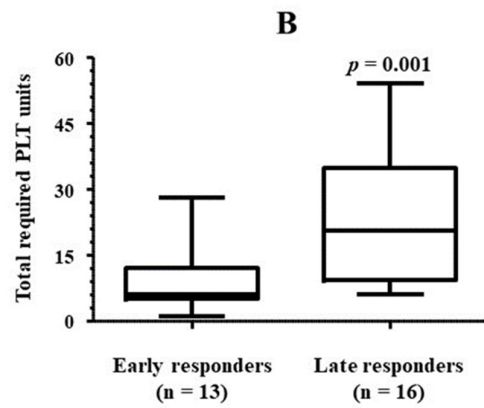 B
Total required PLT units
60
45
30
15
0
p = 0.001
Early responders
(n = 13)
Late responders
(n = 16)